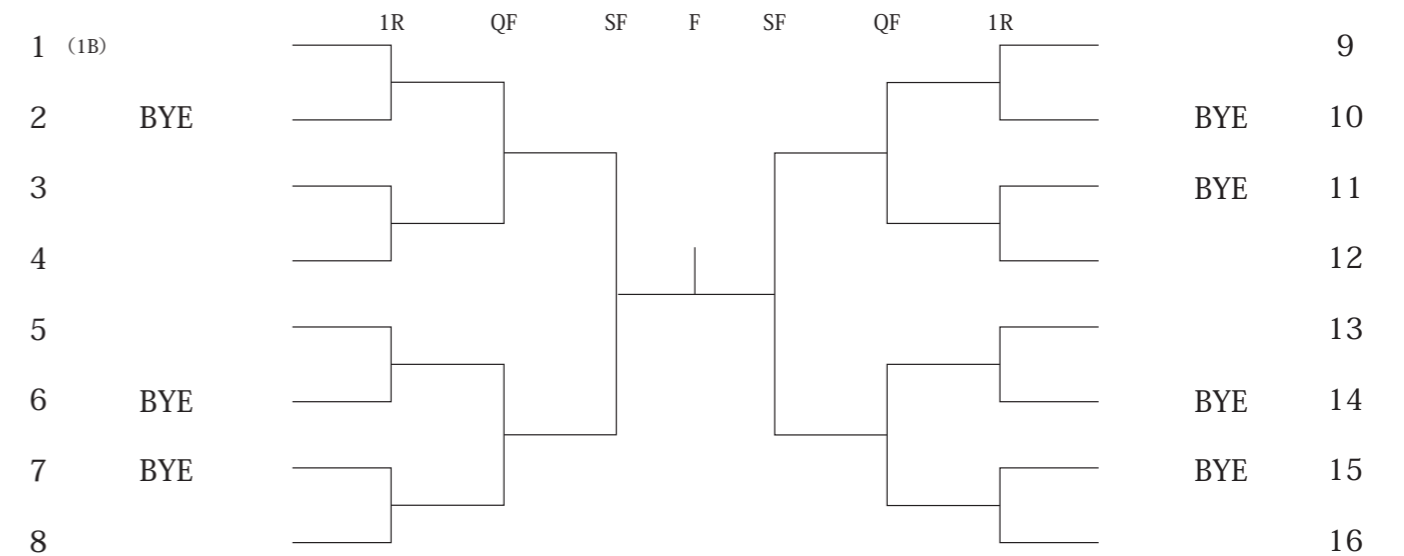 1R QF SF F SF QF 1R
1 (1B) 9
2 BYE BYE 10
3 BYE 11
4 12
5 13
6 BYE BYE 14
7 BYE BYE 15
8 16